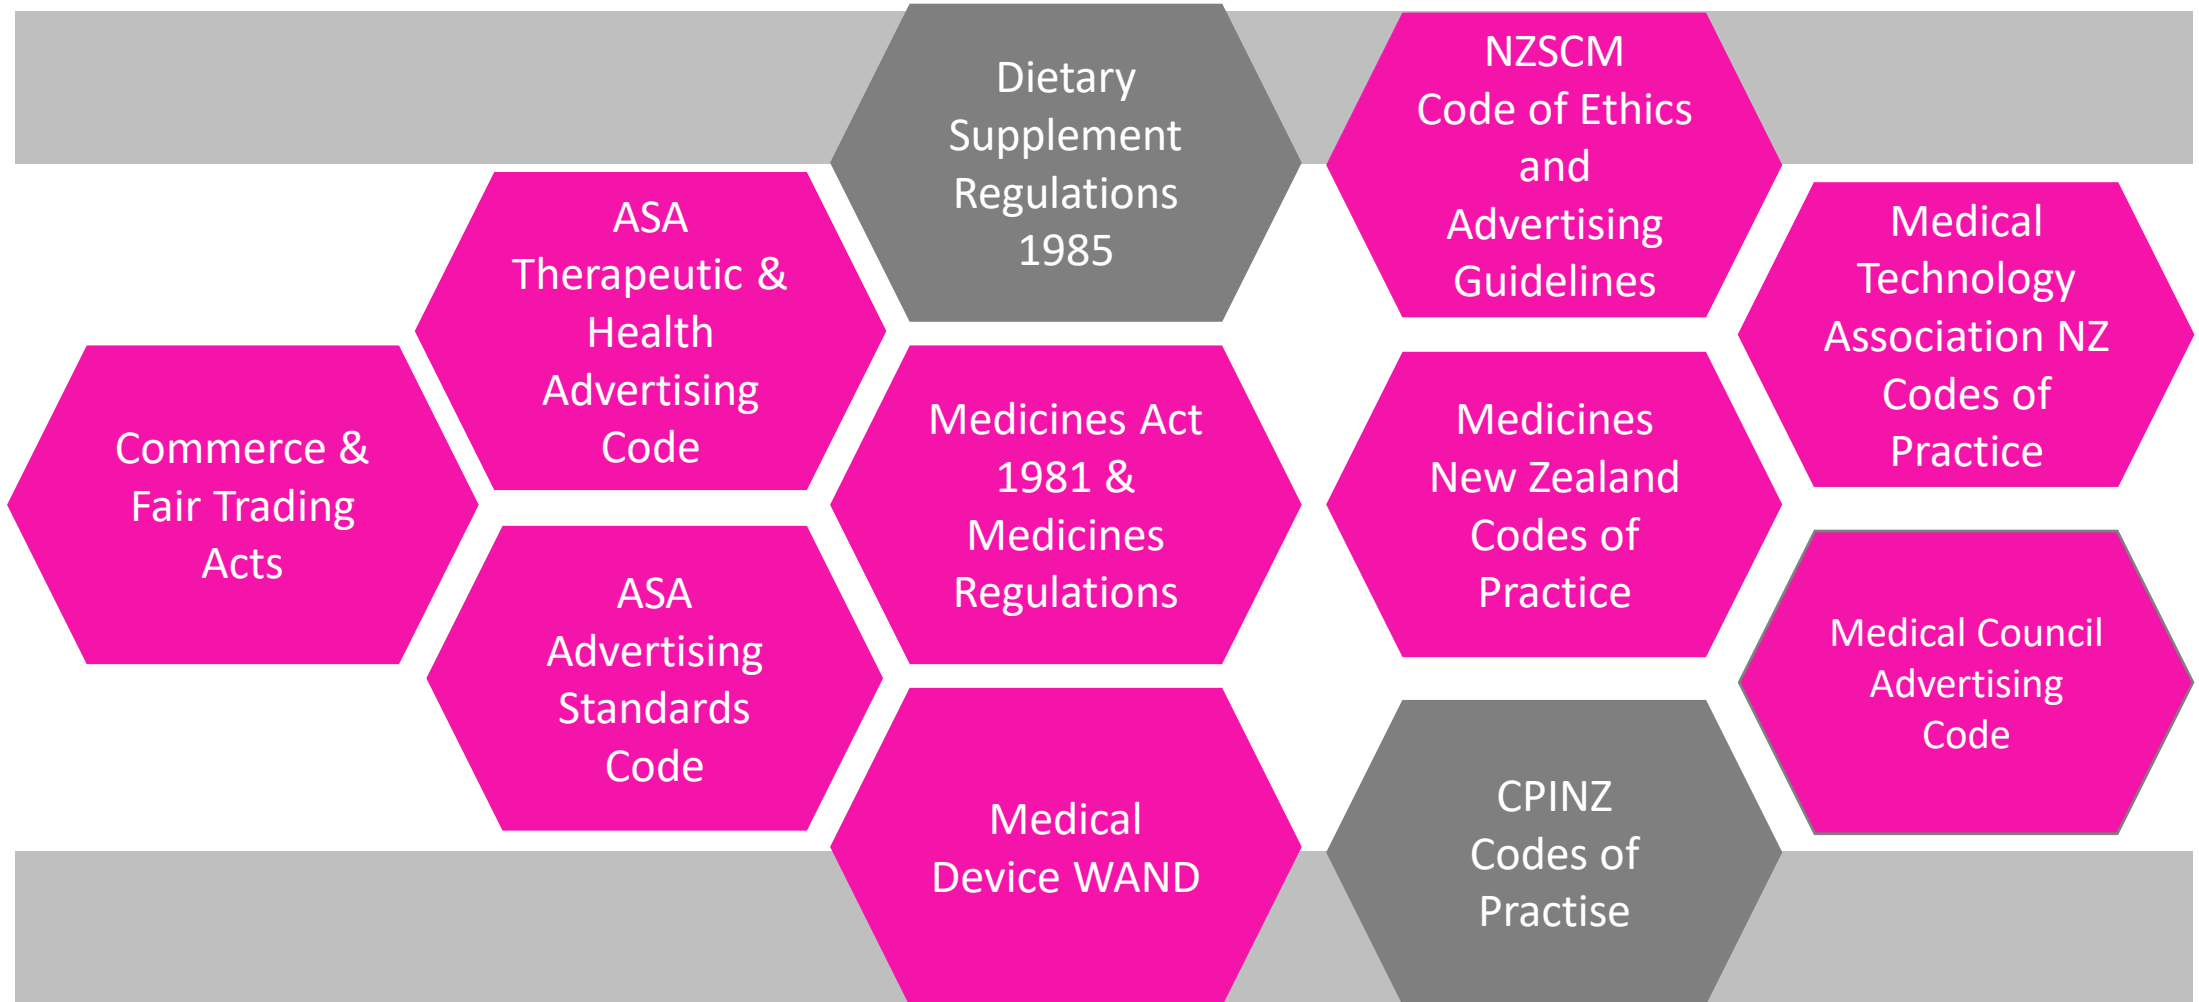 Commerce &
Fair Trading
Acts
ASA
Therapeutic &
Health
Advertising
Code
ASA
Advertising
Standards
Code
Dietary
Supplement
Regulations
1985
Medicines Act
1981 &
Medicines
Regulations
Medical
Device WAND
NZSCM
Code of Ethics
and
Advertising
Guidelines
Medicines
New Zealand
Codes of
Practice
CPINZ
Codes of
Practise
Medical
Technology
Association NZ
Codes of
Practice
Medical Council
Advertising
Code